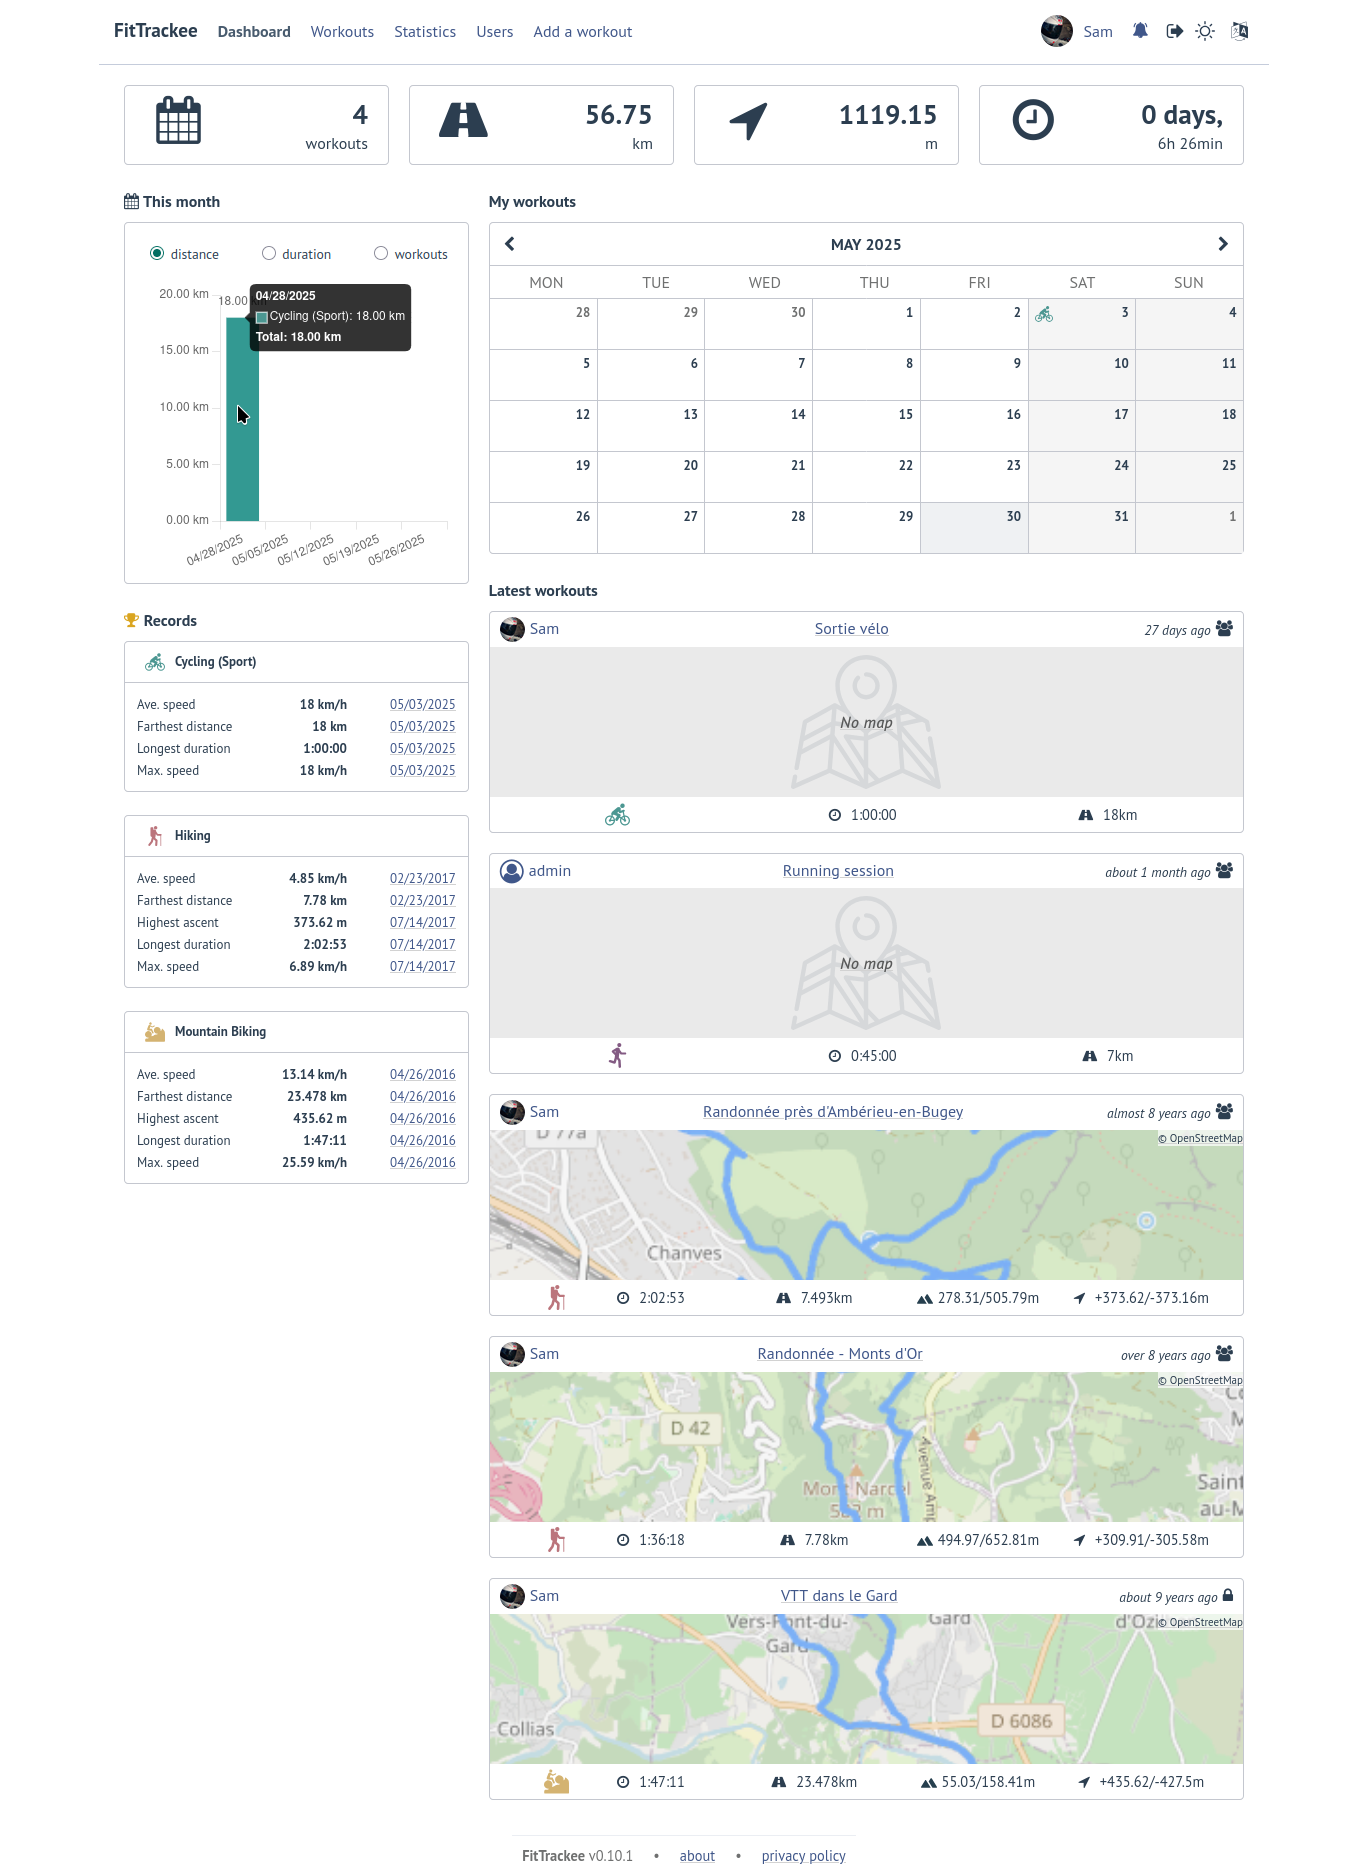 FitTrackee Dashboard Workouts Statistics Users Add a workout Sam
4
workouts
56.75
km
1119.15
m
0 days,
6h 26min
This month
distance duration workouts
20.00 km
15.00 km
10.00 km
5.00 km
0.00 km
18.00
04/28/2025
Cycling (Sport): 18.00 km
Total: 18.00 km
04/28/2025 05/05/2025 05/12/2025 05/19/2025 05/26/2025
Records
Cycling (Sport)
Ave. speed 18 km/h 05/03/2025
Farthest distance 18 km 05/03/2025
Longest duration 1:00:00 05/03/2025
Max. speed 18 km/h 05/03/2025
Hiking
Ave. speed 4.85 km/h 02/23/2017
Farthest distance 7.78 km 02/23/2017
Highest ascent 373.62 m 07/14/2017
Longest duration 2:02:53 07/14/2017
Max. speed 6.89 km/h 07/14/2017
Mountain Biking
Ave. speed 13.14 km/h 04/26/2016
Farthest distance 23.478 km 04/26/2016
Highest ascent 435.62 m 04/26/2016
Longest duration 1:47:11 04/26/2016
Max. speed 25.59 km/h 04/26/2016
My workouts
MAY 2025
MON TUE WED THU FRI SAT SUN
28 29 30 1 2 3 4
5 6 7 8 9 10 11
12 13 14 15 16 17 18
19 20 21 22 23 24 25
26 27 28 29 30 31 1
Latest workouts
Sam Sortie vélo 27 days ago
No map
1:00:00 18km
admin Running session about 1 month ago
No map
0:45:00 7km
Sam Randonnée près d'Ambérieu-en-Bugey almost 8 years ago
© OpenStreetMap
D 77a
Chanves
2:02:53 7.493km 278.31/505.79m +373.62/-373.16m
Sam Randonnée - Monts d'Or over 8 years ago
© OpenStreetMap
D 42
Mont Narcel
Saint
au-M
1:36:18 7.78km 494.97/652.81m +309.91/-305.58m
Sam VTT dans le Gard about 9 years ago
© OpenStreetMap
Vers-Pont-du-
Gard
Gard
D 6086
Collias
1:47:11 23.478km 55.03/158.41m +435.62/-427.5m
FitTrackee v0.10.1 • about • privacy policy